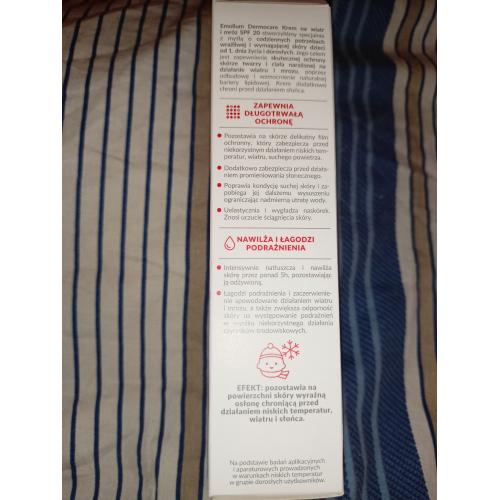 Emolium Dermocare Krem na wiatr
i mróz SPF 20 stworzyliśmy specjalnie
z myślą o codziennych potrzebach
wrażliwej i wymagającej skóry dzieci
od 1. dnia życia i dorosłych. Jego celem
jest zapewnienie skutecznej ochrony
skórze twarzy i ciała narażonej na
działanie wiatru i mrozu, poprzez
odbudowę i wzmocnienie naturalnej
bariery lipidowej. Krem dodatkowo
chroni przed działaniem słońca.
ZAPEWNIA
DŁUGOTRWAŁĄ
OCHRONĘ
Pozostawia na skórze delikatny film
ochronny, który zabezpiecza przed
niekorzystnym działaniem niskich tem-
peratur, wiatru, suchego powietrza.
Dodatkowo zabezpiecza przed działa-
niem promieniowania słonecznego.
Poprawia kondycję suchej skóry i za-
pobiega jej dalszemu wysuszeniu
ograniczając nadmierną utratę wody.
Uelastycznia i wygładza naskórek.
Znosi uczucie ściągnięcia skóry.
NAWILŻA I ŁAGODZI
PODRAŻNIENIA
Intensywnie natłuszcza i nawilża
skórę przez ponad 5h, pozostawiając
ją odżywioną.
Łagodzi podrażnienia i zaczerwienie-
nie spowodowane działaniem wiatru
i mrozu, a także zwiększa odporność
skóry na występowanie podrażnień
w wyniku niekorzystnego działania
czynników środowiskowych.
EFEKT: pozostawia na
powierzchni skóry wyraźną
osłonę chroniącą przed
działaniem niskich temperatur,
wiatru i słońca.
Na podstawie badań aplikacyjnych
i aparaturowych prowadzonych
w warunkach niskich temperatur
w grupie dorosłych użytkowników.